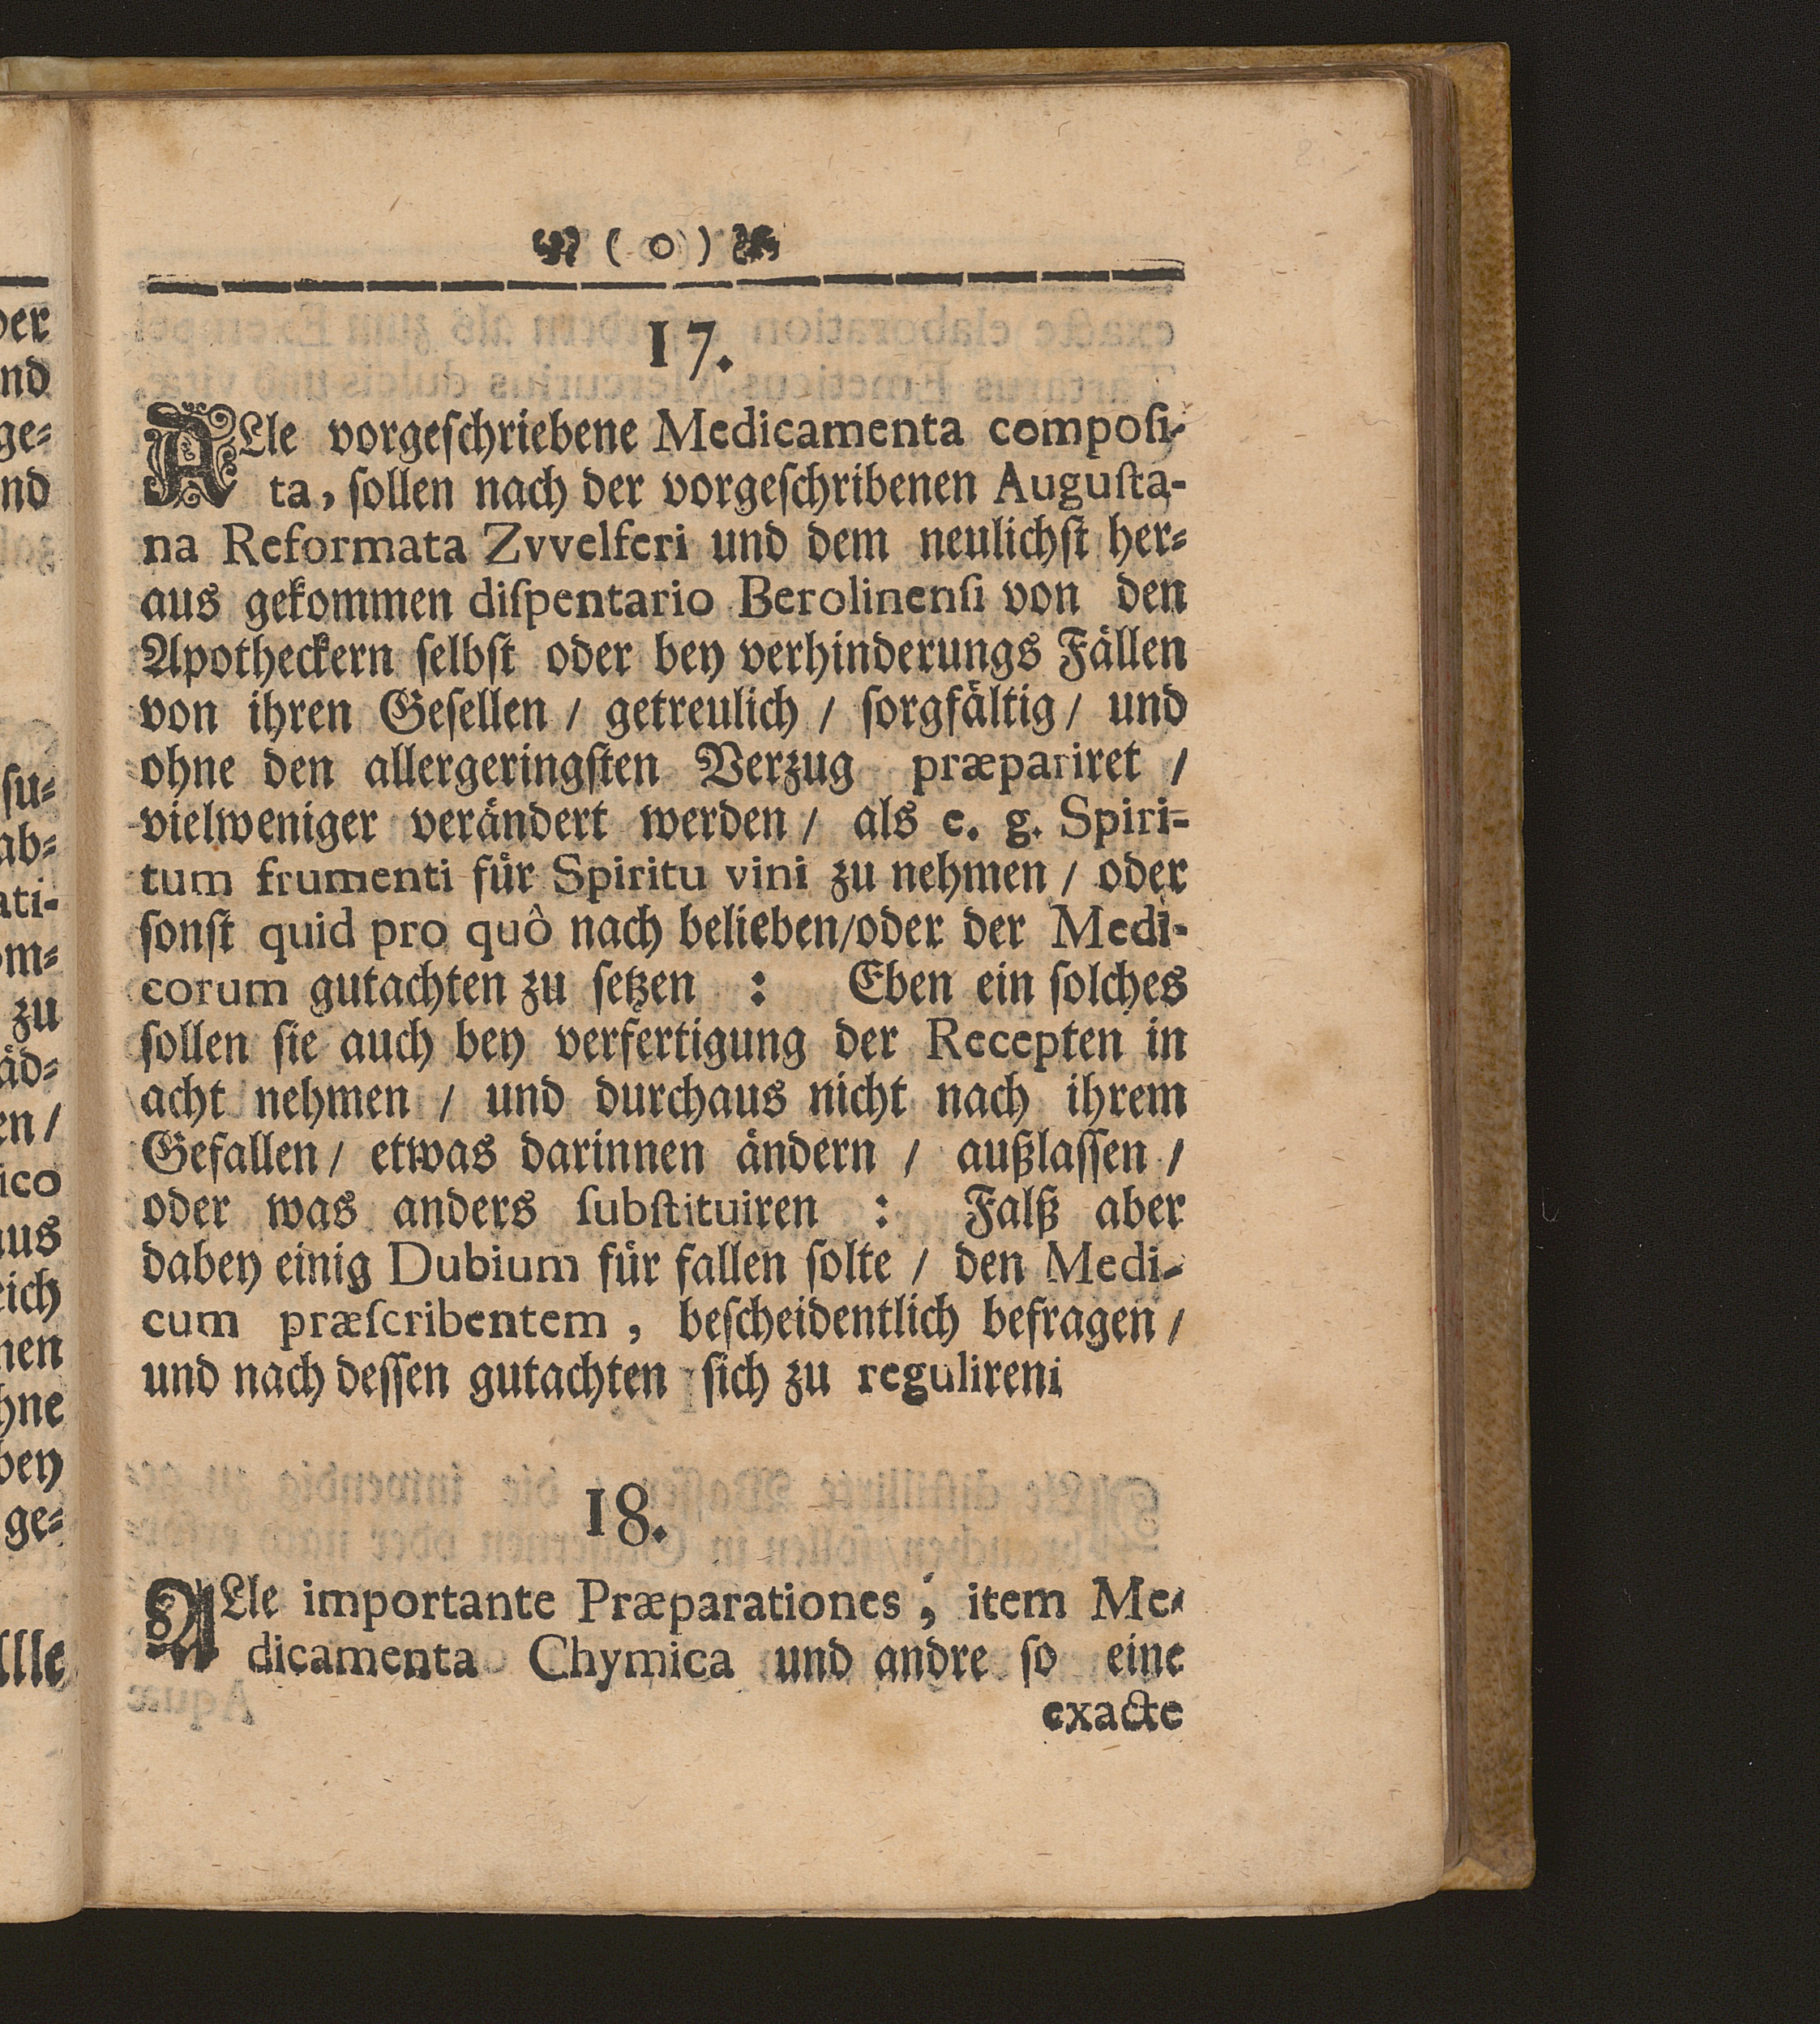 ( o )
17.
ALle vorgeſchriebene Medicamenta compoſi-
ta, ſollen nach der vorgeſchribenen Auguſta-
na Reformata Zvvelferi und dem neulichſt her-
aus gekommen diſpentario Berolinenſi von den
Apotheckern ſelbſt oder bey verhinderungs Fällen
von ihren Geſellen / getreulich / ſorgfältig / und
ohne den allergeringſten Verzug præpariret /
vielweniger verändert werden / als e. g. Spiri-
tum frumenti für Spiritu vini zu nehmen / oder
ſonſt quid pro quô nach belieben/oder der Medi-
corum gutachten zu ſetzen : Eben ein ſolches
ſollen ſie auch bey verfertigung der Recepten in
acht nehmen / und durchaus nicht nach ihrem
Gefallen / etwas darinnen ändern / außlaſſen /
oder was anders ſubſtituiren : Falß aber
dabey einig Dubium für fallen ſolte / den Medi-
cum præſcribentem, beſcheidentlich befragen /
und nach deſſen gutachten ſich zu regulireni
18.
ALle importante Præparationes, item Me-
dicamenta Chymica und andre ſo eine
exacte